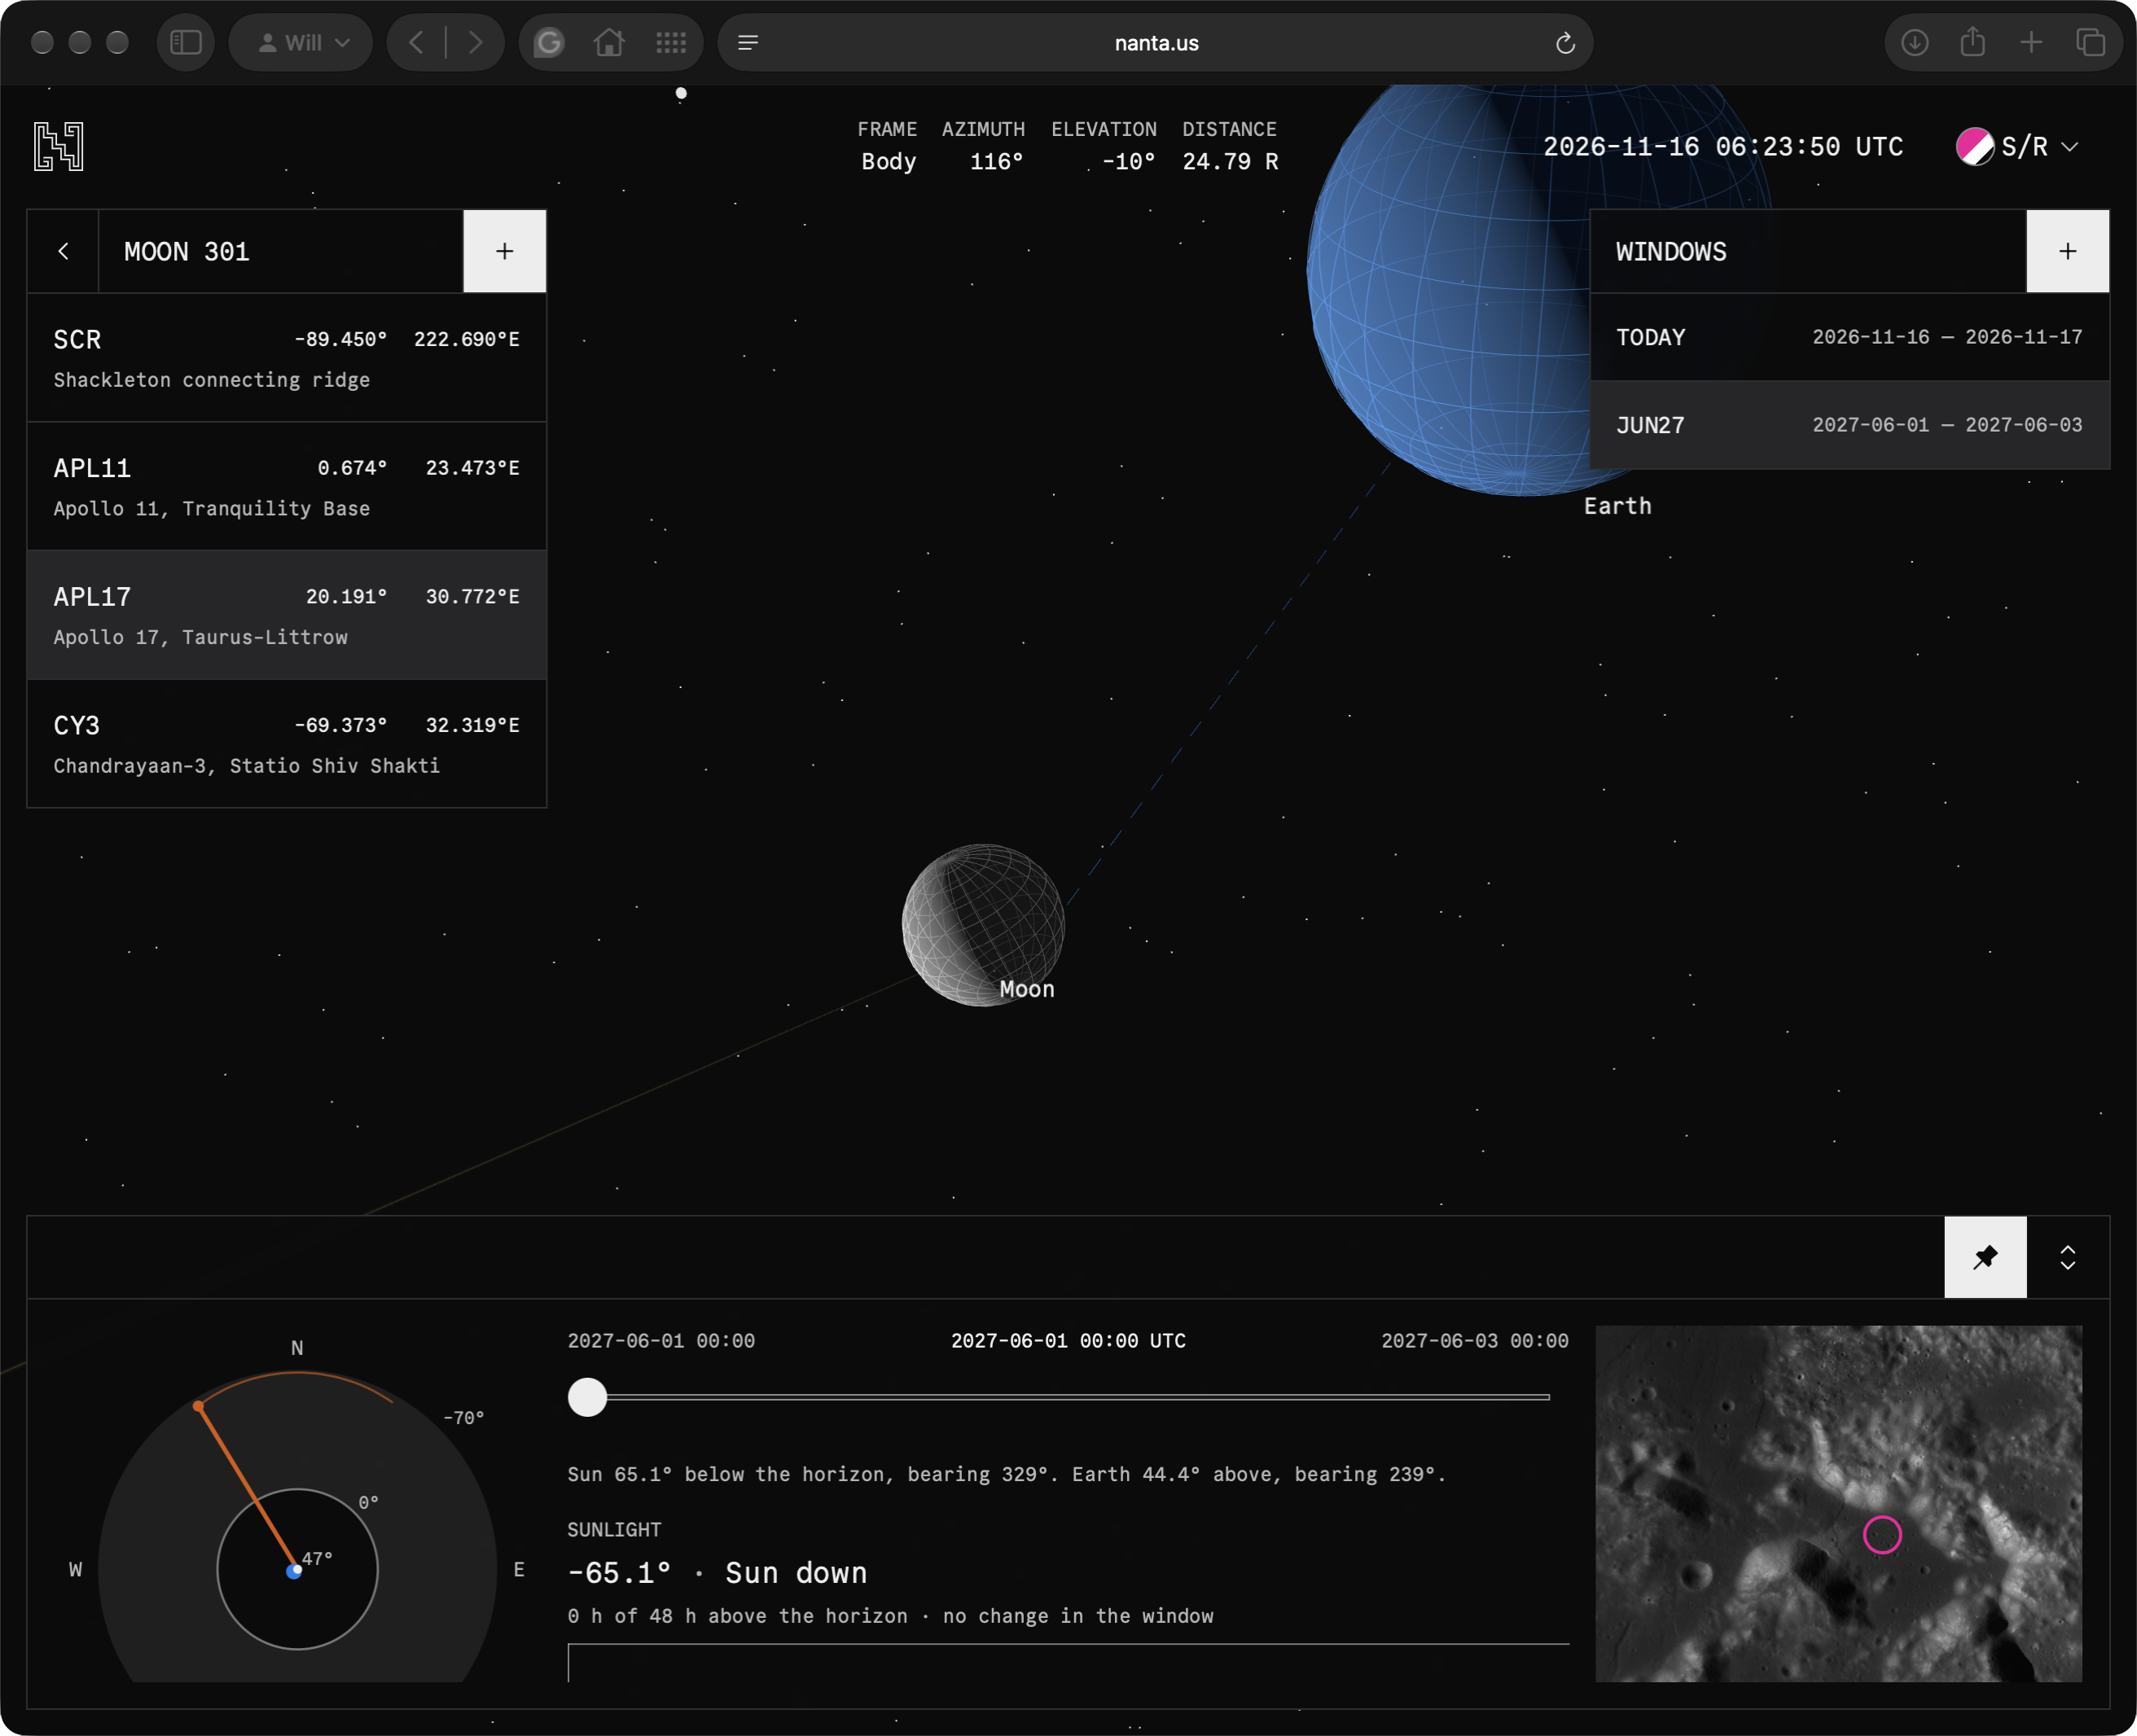 Will
nanta.us
FRAME AZIMUTH ELEVATION DISTANCE
Body 116° -10° 24.79 R
2026-11-16 06:23:50 UTC
S/R
MOON 301
+
SCR -89.450° 222.690°E
Shackleton connecting ridge
APL11 0.674° 23.473°E
Apollo 11, Tranquility Base
APL17 20.191° 30.772°E
Apollo 17, Taurus-Littrow
CY3 -69.373° 32.319°E
Chandrayaan-3, Statio Shiv Shakti
WINDOWS
+
TODAY 2026-11-16 — 2026-11-17
JUN27 2027-06-01 — 2027-06-03
Earth
Moon
N
-70°
0°
47°
W
E
2027-06-01 00:00 2027-06-01 00:00 UTC 2027-06-03 00:00
Sun 65.1° below the horizon, bearing 329°. Earth 44.4° above, bearing 239°.
SUNLIGHT
-65.1° · Sun down
0 h of 48 h above the horizon · no change in the window